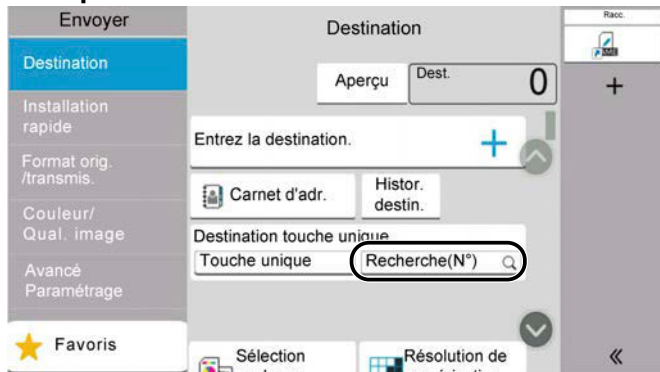 Envoyer
Destination
Installation
rapide
Format orig.
/transmis.
Couleur/
Qual. image
Avancé
Paramétrage
Favoris
Destination
Aperçu
Dest.
0
Entrez la destination.
+
Carnet d'adr.
Histor.
destin.
Destination touche unique
Touche unique
Recherche(N°)
Sélection
Résolution de
Racc.
+
«